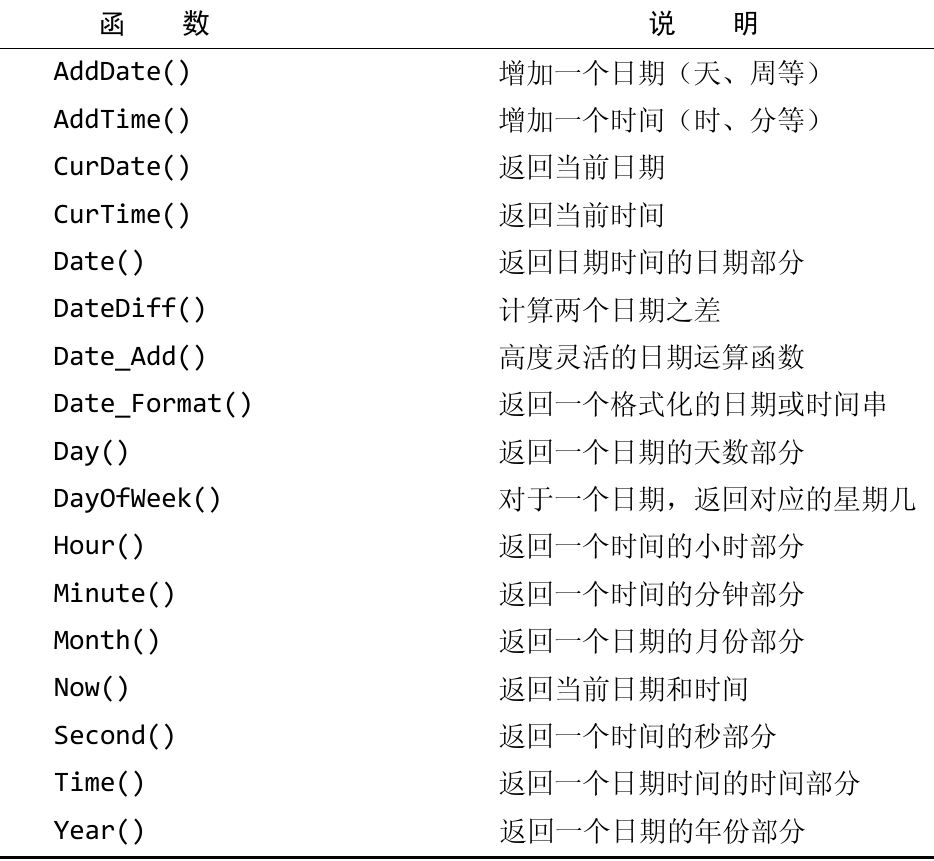 函 数 说 明
AddDate() 增加一个日期（天、周等）
AddTime() 增加一个时间（时、分等）
CurDate() 返回当前日期
CurTime() 返回当前时间
Date() 返回日期时间的日期部分
DateDiff() 计算两个日期之差
Date_Add() 高度灵活的日期运算函数
Date_Format() 返回一个格式化的日期或时间串
Day() 返回一个日期的天数部分
DayOfWeek() 对于一个日期，返回对应的星期几
Hour() 返回一个时间的小时部分
Minute() 返回一个时间的分钟部分
Month() 返回一个日期的月份部分
Now() 返回当前日期和时间
Second() 返回一个时间的秒部分
Time() 返回一个日期时间的时间部分
Year() 返回一个日期的年份部分